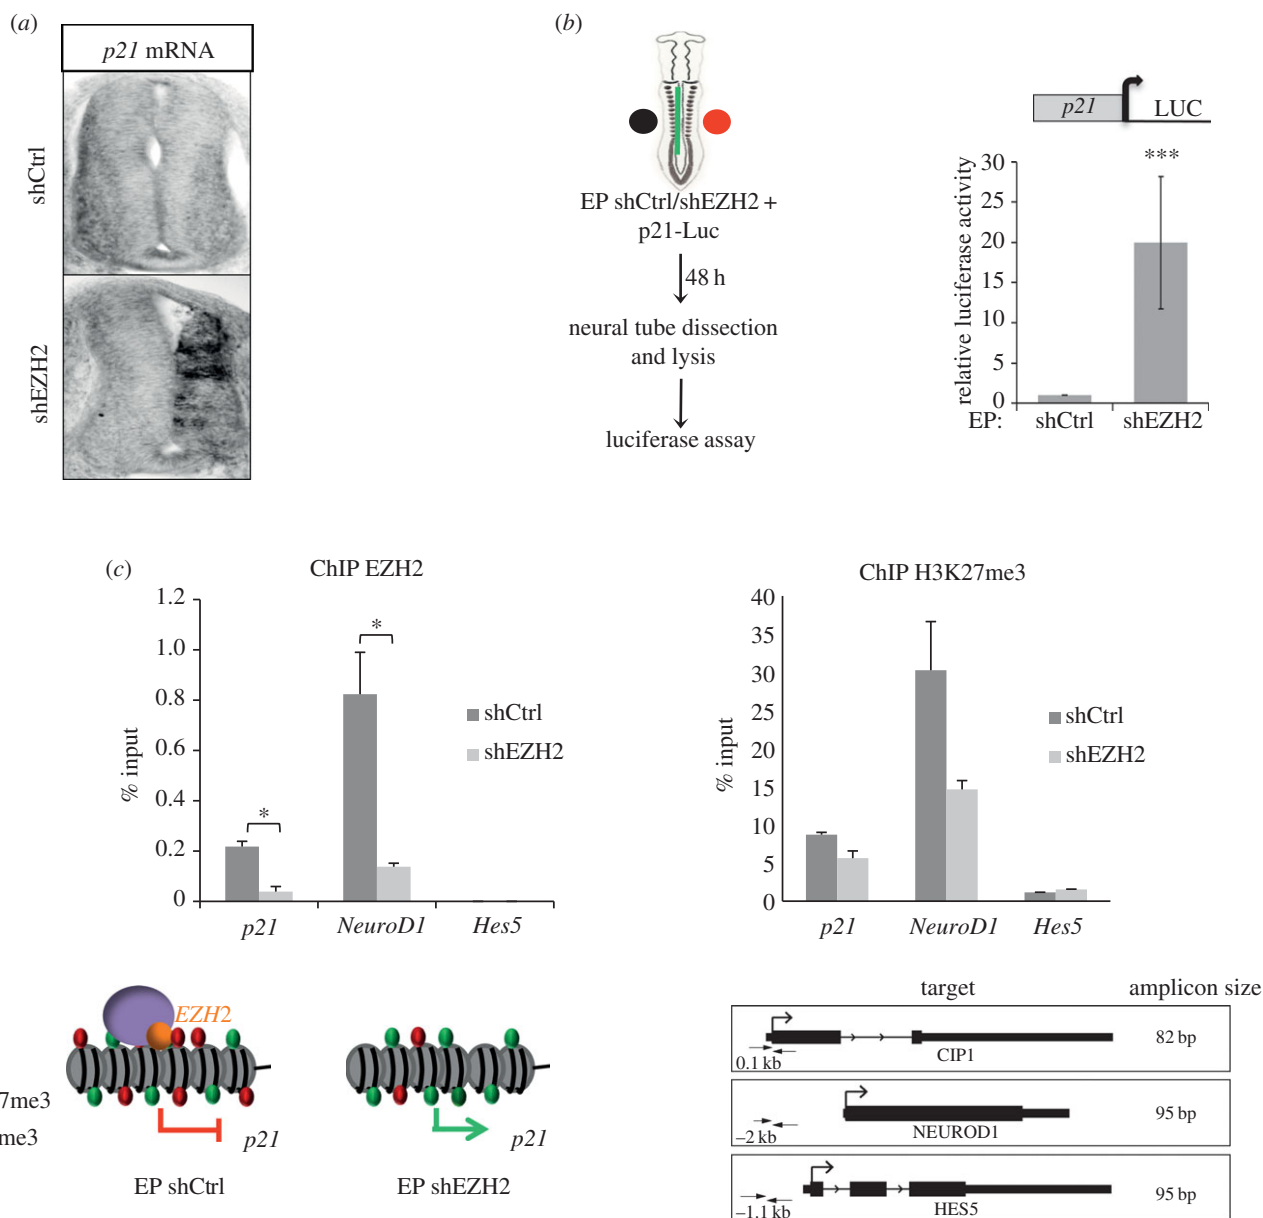 (a)
p21 mRNA
shCtrl
shEZH2
(b)
EP shCtrl/shEZH2 +
p21-Luc
48 h
neural tube dissection
and lysis
luciferase assay
p21
LUC
relative luciferase activity
30
25
20
15
10
5
0
***
EP: shCtrl shEZH2
(c)
ChIP EZH2
% input
1.2
1.0
0.8
0.6
0.4
0.2
0
*
*
shCtrl
shEZH2
p21 NeuroD1 Hes5
ChIP H3K27me3
% input
40
35
30
25
20
15
10
5
0
shCtrl
shEZH2
p21 NeuroD1 Hes5
EZH2
7me3
me3
p21
EP shCtrl
p21
EP shEZH2
target amplicon size
0.1 kb
CIP1
82 bp
–2 kb
NEUROD1
95 bp
–1.1 kb
HES5
95 bp